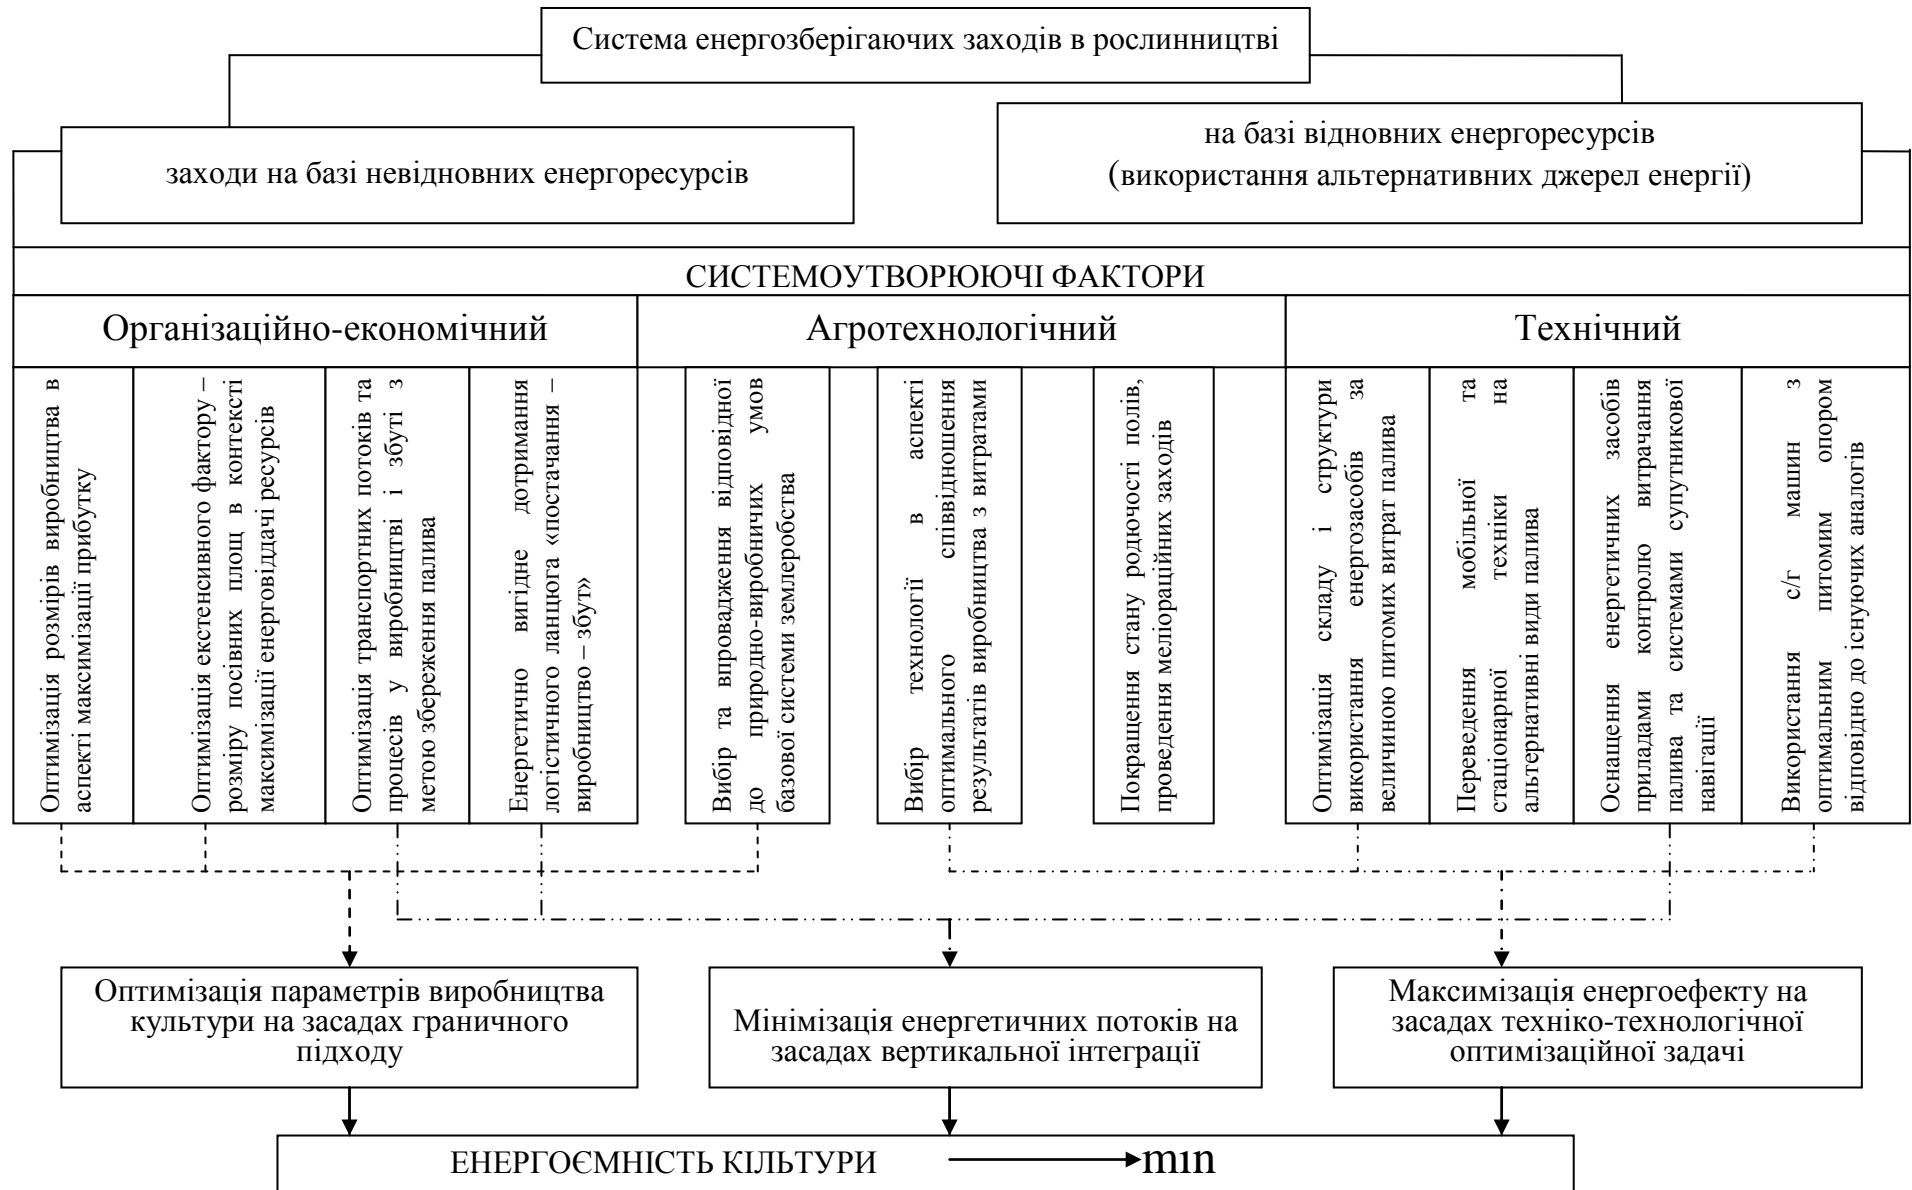 Система енергозберігаючих заходів в рослинництві
заходи на базі невідновних енергоресурсів
на базі відновних енергоресурсів
(використання альтернативних джерел енергії)
СИСТЕМОУТВОРЮЮЧІ ФАКТОРИ
Організаційно-економічний
Агротехнологічний
Технічний
Оптимізація розмірів виробництва в
аспекті максимізації прибутку
Оптимізація екстенсивного фактору –
розміру посівних площ в контексті
максимізації енерговіддачі ресурсів
Оптимізація транспортних потоків та
процесів у виробництві і збуті з
метою збереження палива
Енергетично вигідне дотримання
логістичного ланцюга «постачання –
виробництво – збут»
Вибір та впровадження відповідної
до природно-виробничих умов
базової системи землеробства
Вибір технології в аспекті
оптимального співвідношення
результатів виробництва з витратами
Покращення стану родючості полів,
проведення меліораційних заходів
Оптимізація складу і структури
використання енергозасобів за
величиною питомих витрат палива
Переведення мобільної та
стаціонарної техніки на
альтернативні види палива
Оснащення енергетичних засобів
приладами контролю витрачання
палива та системами супутникової
навігації
Використання с/г машин з
оптимальним питомим опором
відповідно до існуючих аналогів
Оптимізація параметрів виробництва
культури на засадах граничного
підходу
Мінімізація енергетичних потоків на
засадах вертикальної інтеграції
Максимізація енергоефекту на
засадах техніко-технологічної
оптимізаційної задачі
ЕНЕРГОЄМНІСТЬ КІЛЬТУРИ min